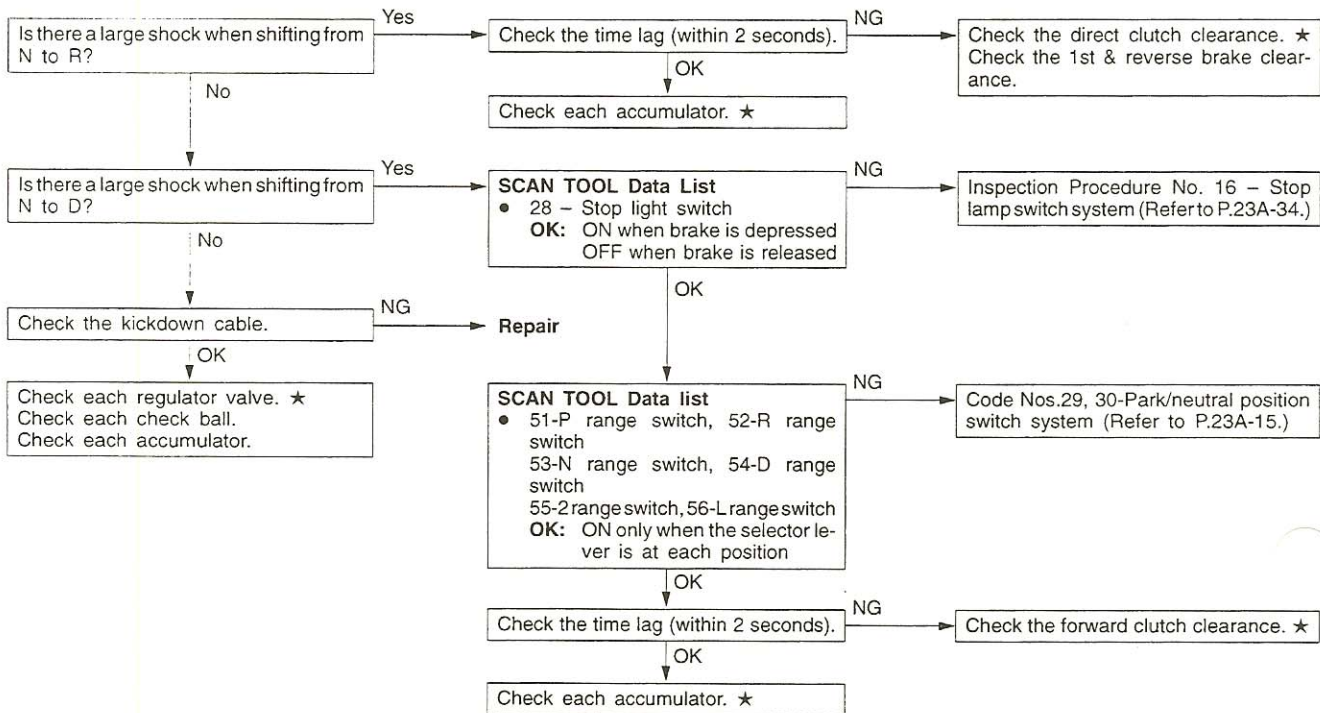 Is there a large shock when shifting from
N to R?
Yes
Check the time lag (within 2 seconds).
NG
Check the direct clutch clearance. ★
Check the 1st & reverse brake clear-
ance.
No
OK
Check each accumulator. ★
Is there a large shock when shifting from
N to D?
Yes
SCAN TOOL Data List
● 28 – Stop light switch
OK: ON when brake is depressed
OFF when brake is released
NG
Inspection Procedure No. 16 – Stop
lamp switch system (Refer to P.23A-34.)
No
OK
Check the kickdown cable.
NG
Repair
OK
Check each regulator valve. ★
Check each check ball.
Check each accumulator.
SCAN TOOL Data list
● 51-P range switch, 52-R range
switch
53-N range switch, 54-D range
switch
55-2 range switch, 56-L range switch
OK: ON only when the selector le-
ver is at each position
NG
Code Nos.29, 30-Park/neutral position
switch system (Refer to P.23A-15.)
OK
Check the time lag (within 2 seconds).
NG
Check the forward clutch clearance. ★
OK
Check each accumulator. ★